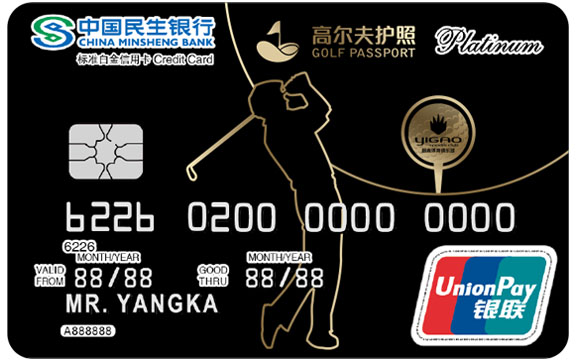 中国民生银行
CHINA MINSHENG BANK
标准白金信用卡 Credit Card
高尔夫护照
GOLF PASSPORT
Platinum
YIGAO
6226 0200 0000 0000
6226
MONTH/YEAR MONTH/YEAR
VALID FROM 88/88 GOOD THRU 88/88
MR. YANGKA
A888888
UnionPay
银联